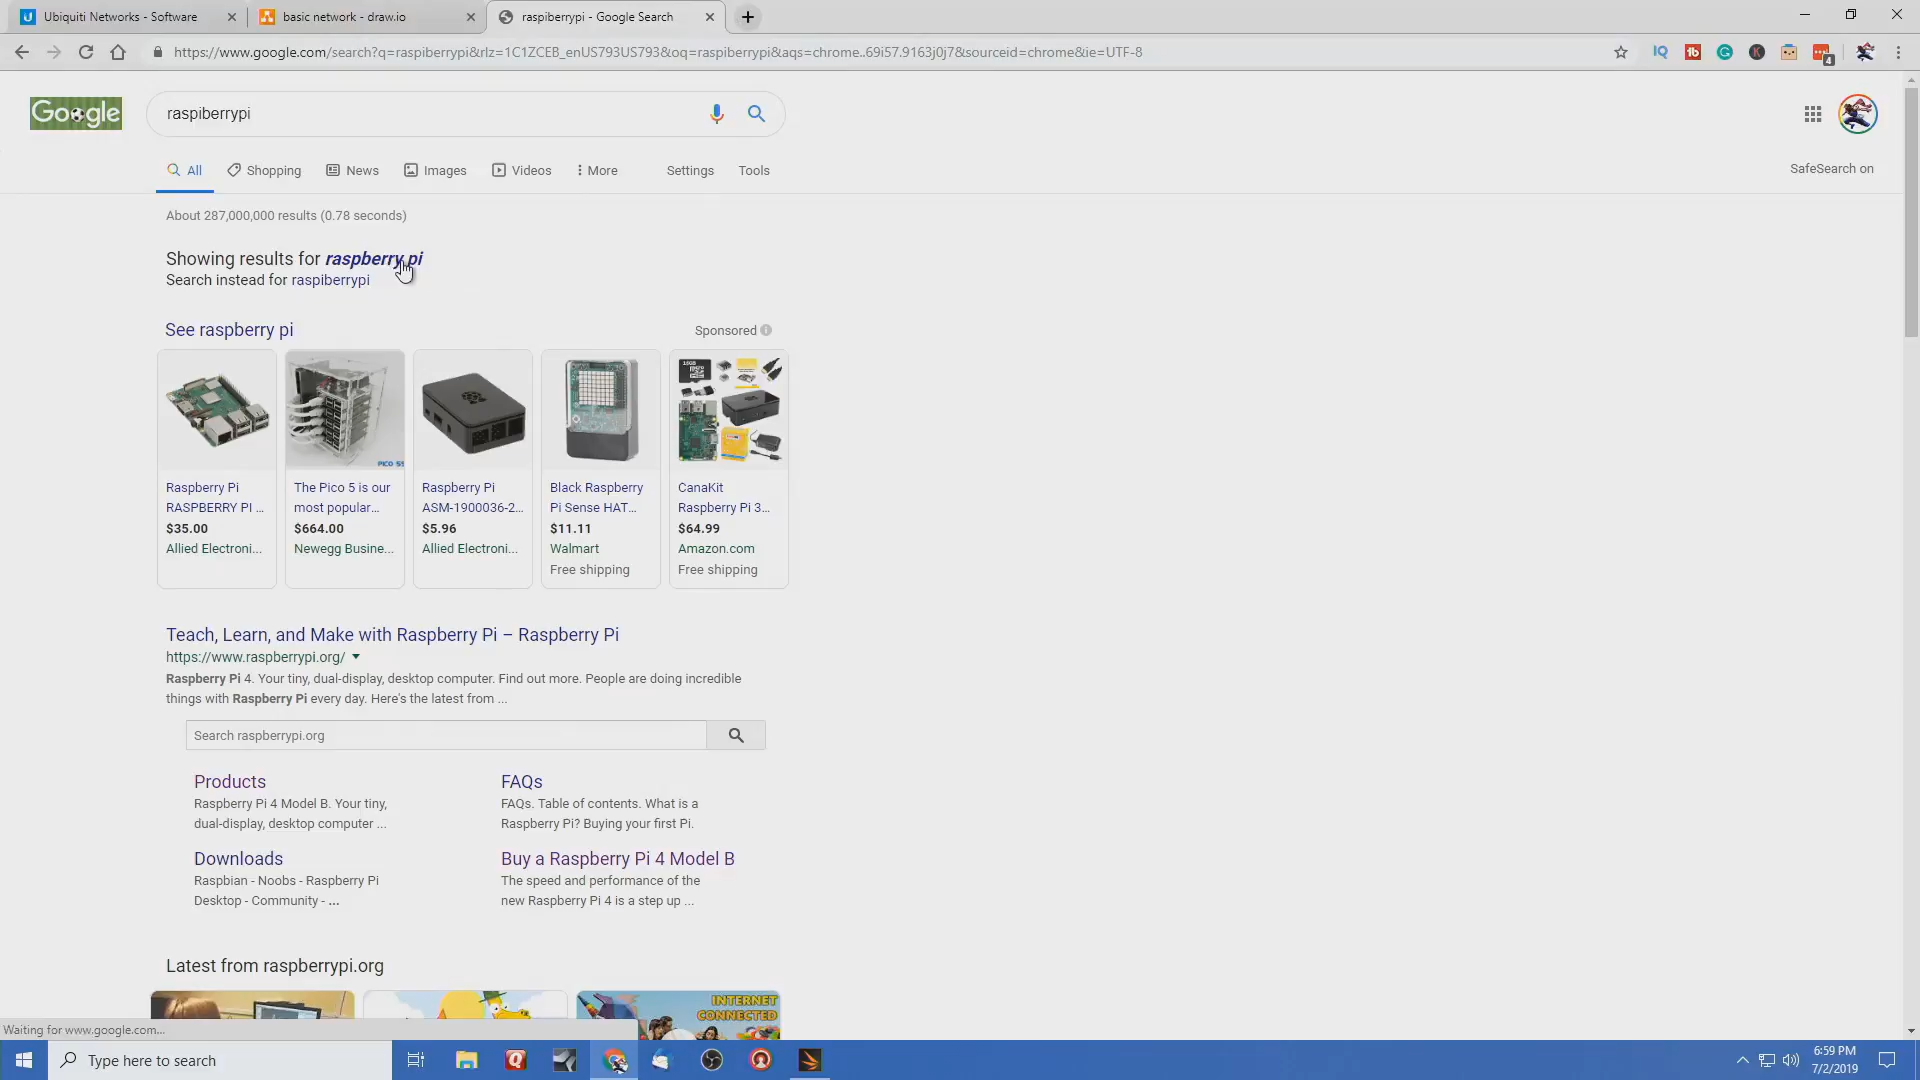 Ubiquiti Networks - Software
basic network - draw.io
raspiberrypi - Google Search
https://www.google.com/search?q=raspiberrypi&rlz=1C1ZCEB_enUS793US793&oq=raspiberrypi&aqs=chrome..69i57.9163j0j7&sourceid=chrome&ie=UTF-8
4
Google
raspiberrypi
All
Shopping
News
Images
Videos
More
Settings
Tools
SafeSearch on
About 287,000,000 results (0.78 seconds)
Showing results for raspberry pi
Search instead for raspiberrypi
See raspberry pi
Sponsored
PICO 5S
Raspberry Pi
RASPBERRY PI ...
$35.00
Allied Electroni...
The Pico 5 is our
most popular...
$664.00
Newegg Busine...
Raspberry Pi
ASM-1900036-2...
$5.96
Allied Electroni...
Black Raspberry
Pi Sense HAT...
$11.11
Walmart
Free shipping
CanaKit
Raspberry Pi 3...
$64.99
Amazon.com
Free shipping
Teach, Learn, and Make with Raspberry Pi – Raspberry Pi
https://www.raspberrypi.org/
Raspberry Pi 4. Your tiny, dual-display, desktop computer. Find out more. People are doing incredible
things with Raspberry Pi every day. Here's the latest from ...
Search raspberrypi.org
Products
Raspberry Pi 4 Model B. Your tiny,
dual-display, desktop computer ...
FAQs
FAQs. Table of contents. What is a
Raspberry Pi? Buying your first Pi.
Downloads
Raspbian - Noobs - Raspberry Pi
Desktop - Community - ...
Buy a Raspberry Pi 4 Model B
The speed and performance of the
new Raspberry Pi 4 is a step up ...
Latest from raspberrypi.org
INTERNET
CONNECTED
Waiting for www.google.com...
Type here to search
6:59 PM
7/2/2019